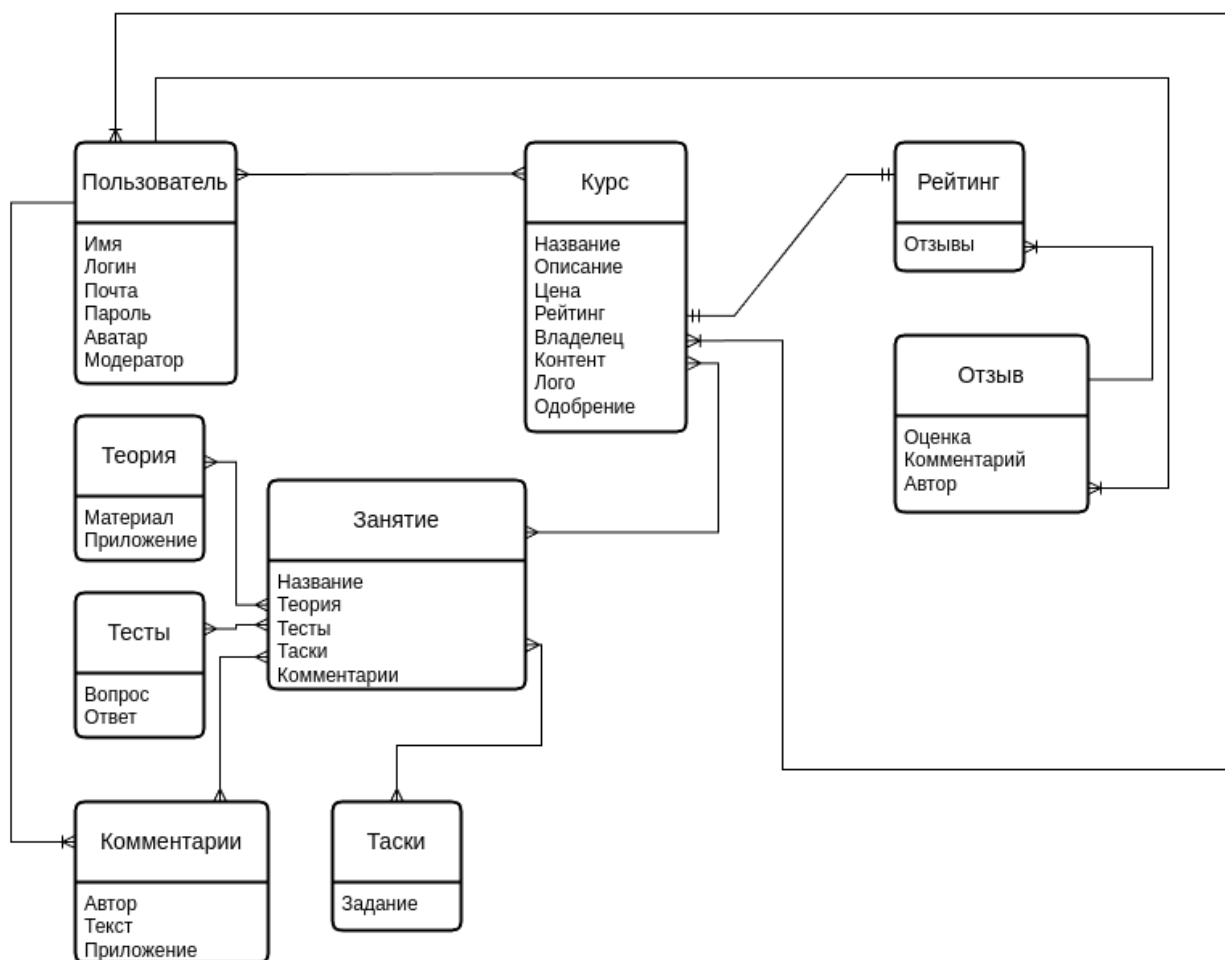 Пользователь
Имя
Логин
Почта
Пароль
Аватар
Модератор
Курс
Название
Описание
Цена
Рейтинг
Владелец
Контент
Лого
Одобрение
Рейтинг
Отзывы
Отзыв
Оценка
Комментарий
Автор
Теория
Материал
Приложение
Занятие
Название
Теория
Тесты
Таски
Комментарии
Тесты
Вопрос
Ответ
Комментарии
Автор
Текст
Приложение
Таски
Задание